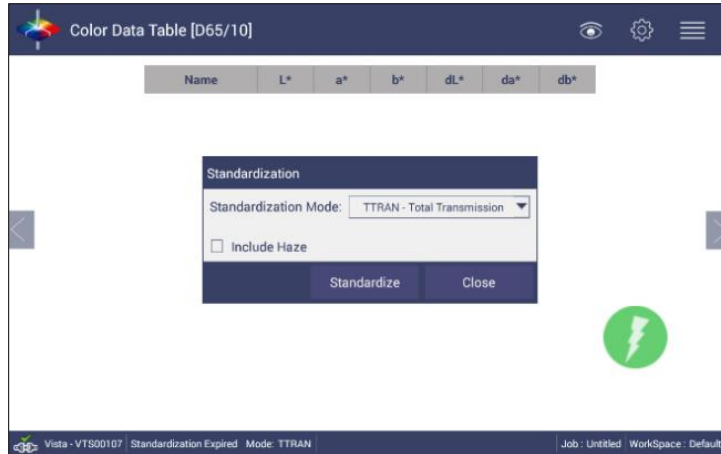 Color Data Table [D65/10]
Name L* a* b* dL* da* db*
Standardization
Standardization Mode: TTRAN - Total Transmission
Include Haze
Standardize Close
Vista - VTS00107 Standardization Expired Mode: TTRAN Job : Untitled WorkSpace : Default